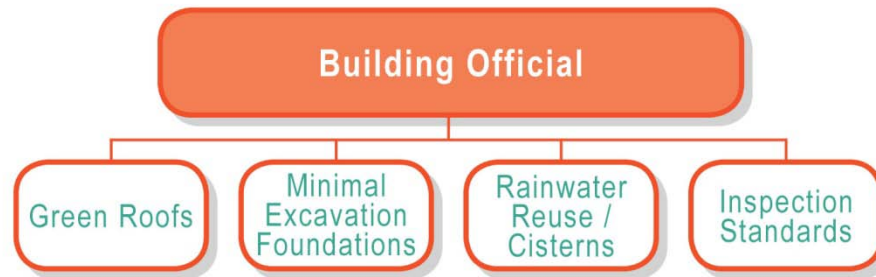 Building Official
Green Roofs
Minimal
Excavation
Foundations
Rainwater
Reuse /
Cisterns
Inspection
Standards